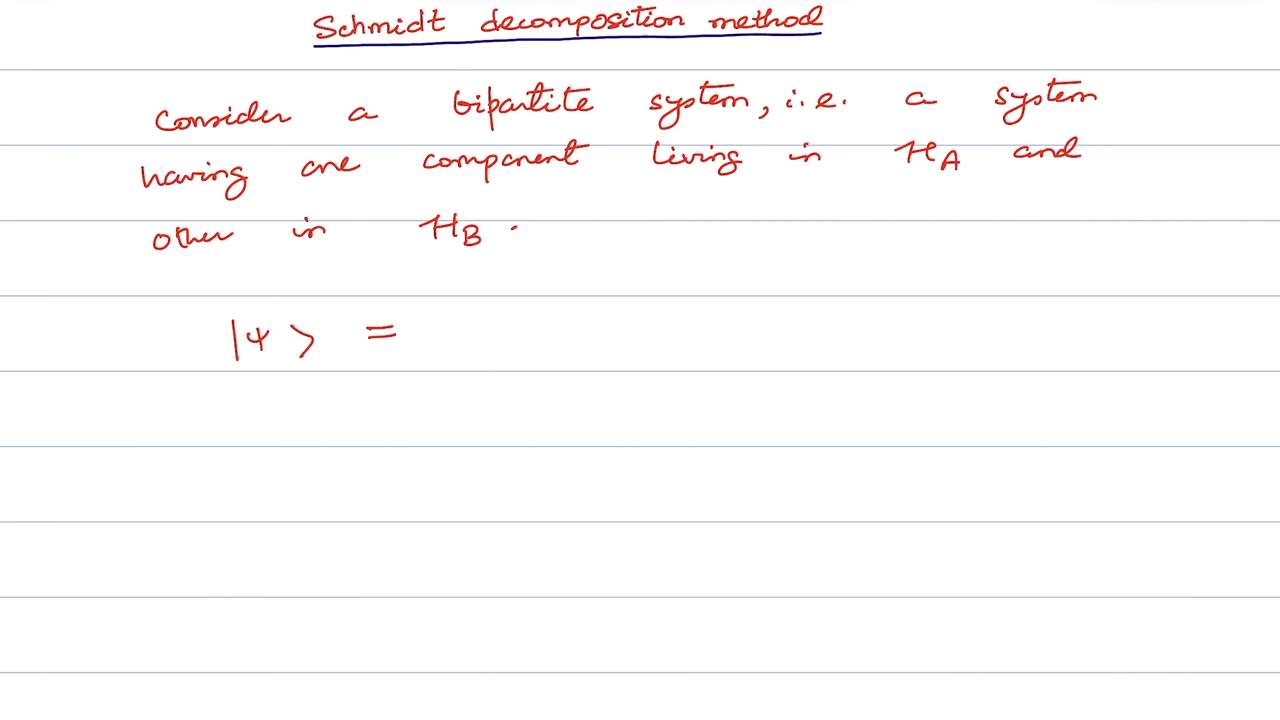 Schmidt decomposition method
Consider a bipartite system, i.e. a system
having one component living in ℋ_A and
other in ℋ_B .
|ψ⟩ =